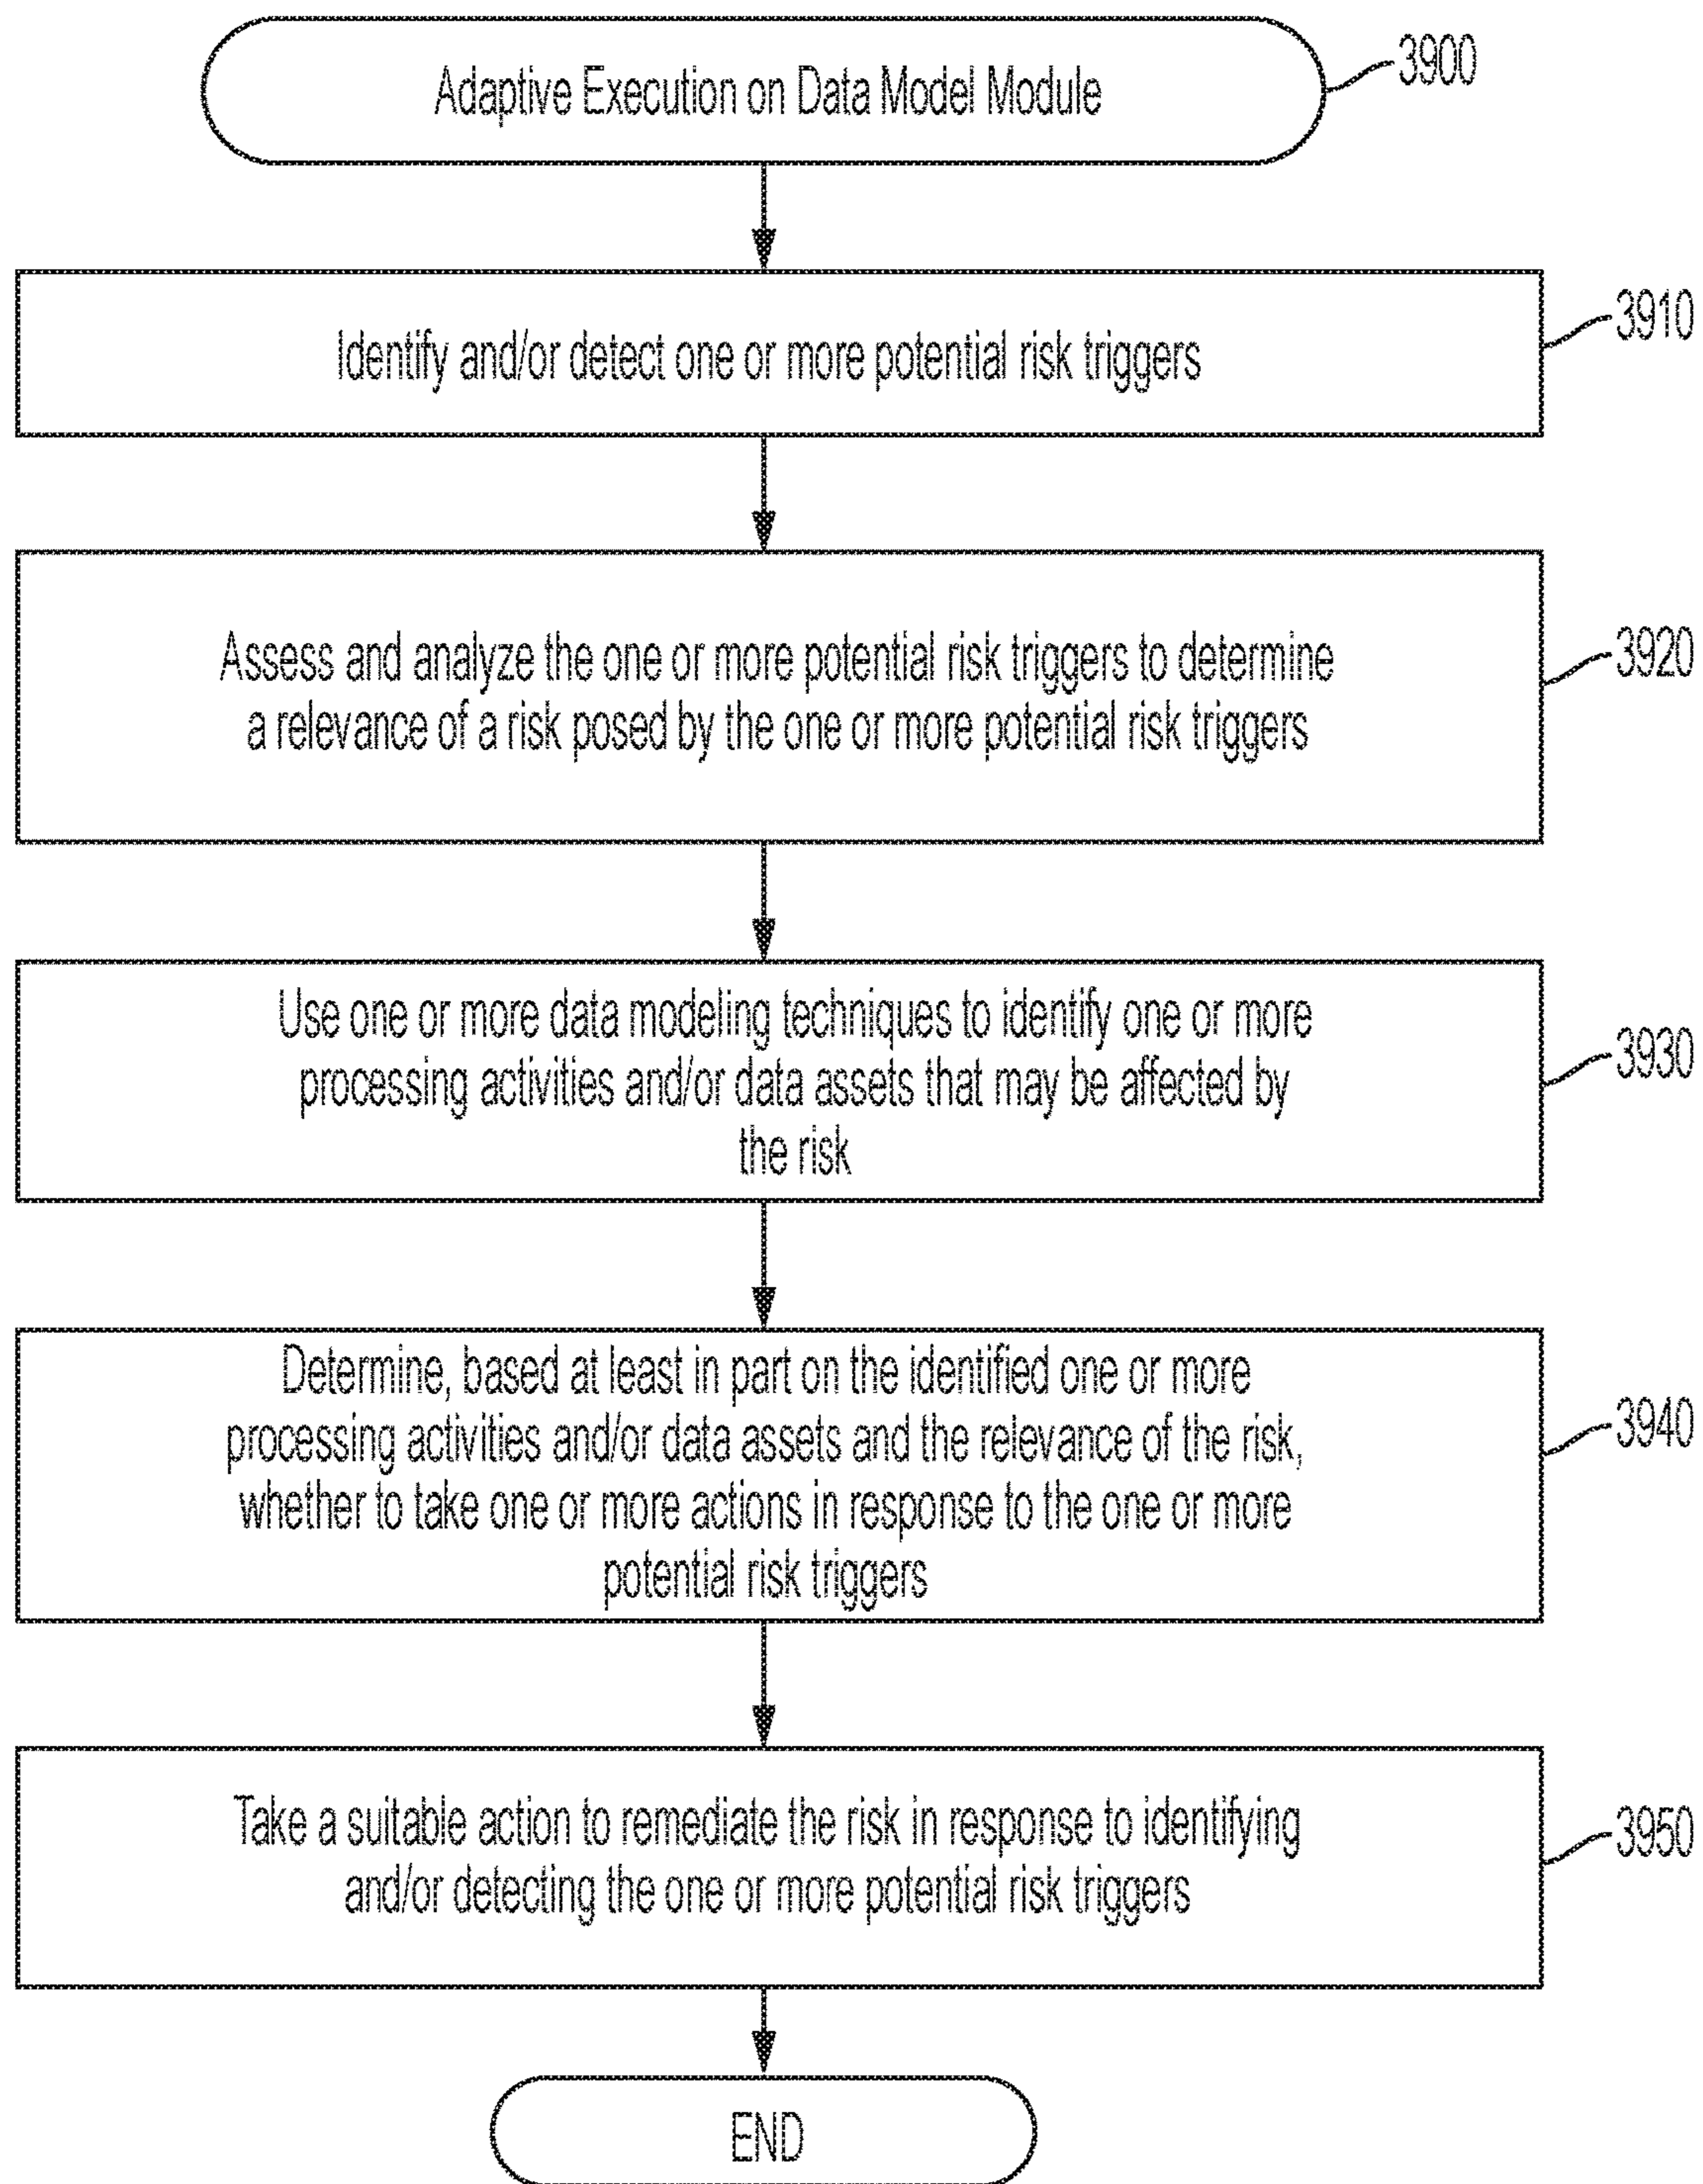 Adaptive Execution on Data Model Module
3900
Identify and/or detect one or more potential risk triggers
3910
Assess and analyze the one or more potential risk triggers to determine
a relevance of a risk posed by the one or more potential risk triggers
3920
Use one or more data modeling techniques to identify one or more
processing activities and/or data assets that may be affected by
the risk
3930
Determine, based at least in part on the identified one or more
processing activities and/or data assets and the relevance of the risk,
whether to take one or more actions in response to the one or more
potential risk triggers
3940
Take a suitable action to remediate the risk in response to identifying
and/or detecting the one or more potential risk triggers
3950
END